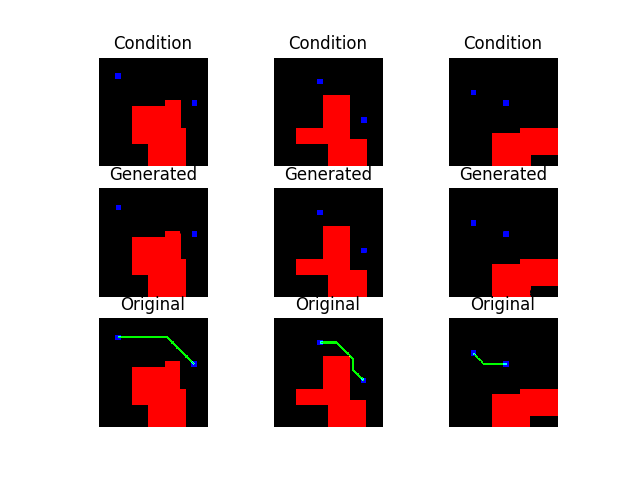 Condition Condition Condition
Generated Generated Generated
Original Original Original